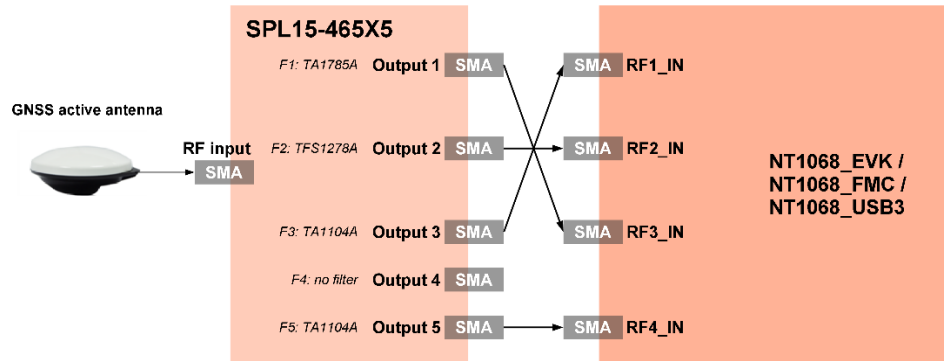 SPL15-465X5
F1: TA1785A Output 1 SMA SMA RF1_IN
GNSS active antenna
RF input
SMA
F2: TFS1278A Output 2 SMA SMA RF2_IN
NT1068_EVK /
NT1068_FMC /
NT1068_USB3
F3: TA1104A Output 3 SMA SMA RF3_IN
F4: no filter Output 4 SMA
F5: TA1104A Output 5 SMA SMA RF4_IN